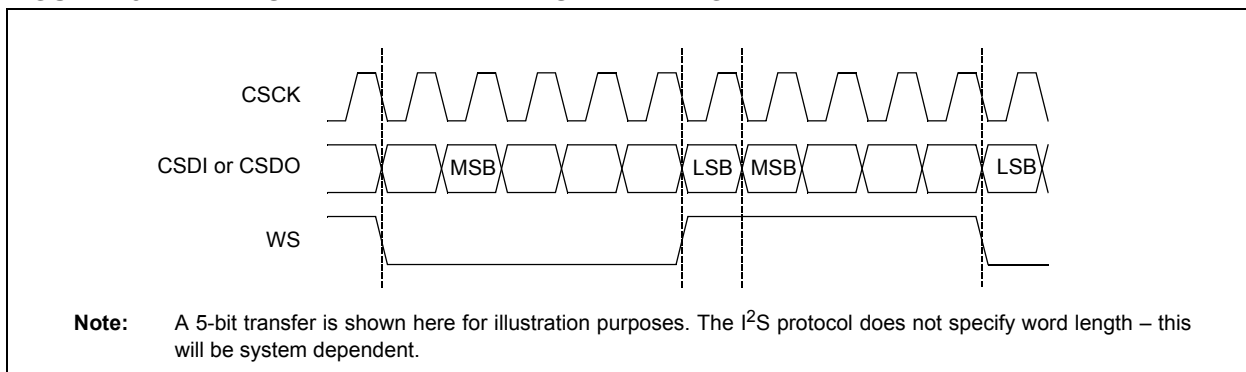 CSCK
CSDI or CSDO
MSB
LSB
MSB
LSB
WS
Note: A 5-bit transfer is shown here for illustration purposes. The I²S protocol does not specify word length – this
will be system dependent.